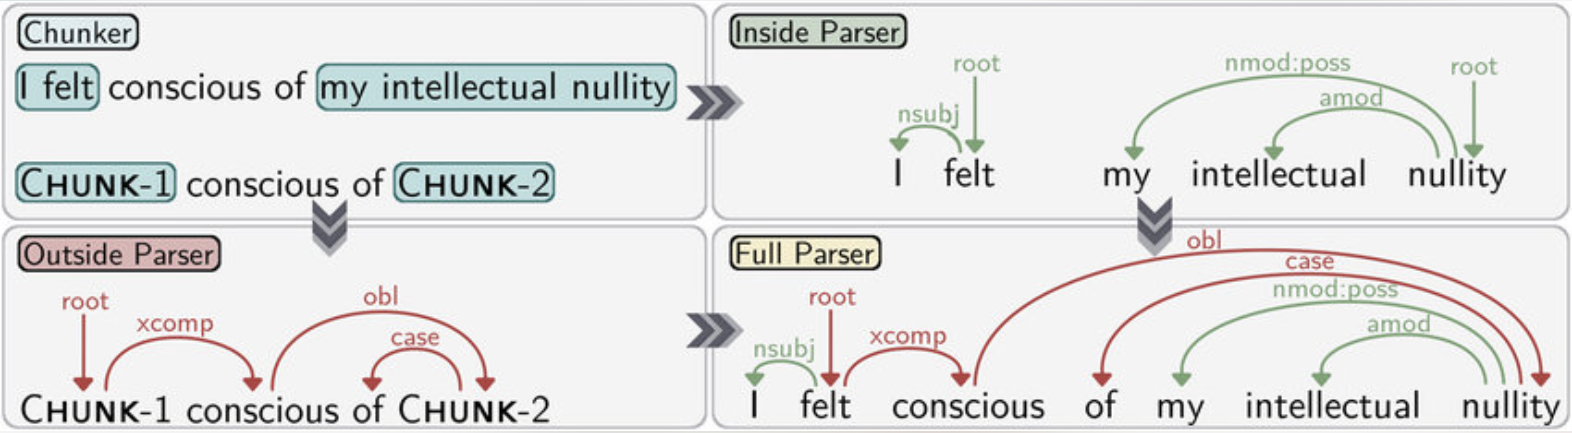 Chunker
I felt conscious of my intellectual nullity
CHUNK-1 conscious of CHUNK-2
Inside Parser
root nmod:poss root
amod
nsubj
I felt my intellectual nullity
Outside Parser
root obl
xcomp case
CHUNK-1 conscious of CHUNK-2
Full Parser
obl
case
root nmod:poss
xcomp amod
nsubj
I felt conscious of my intellectual nullity